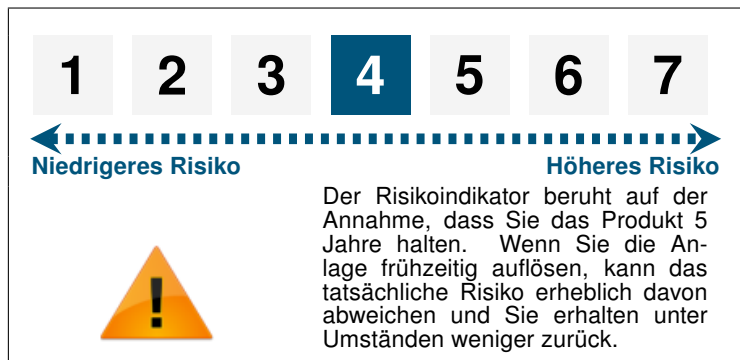 1 2 3 4 5 6 7
Niedrigeres Risiko Höheres Risiko
Der Risikoindikator beruht auf der
Annahme, dass Sie das Produkt 5
Jahre halten. Wenn Sie die An-
lage frühzeitig auflösen, kann das
tatsächliche Risiko erheblich davon
abweichen und Sie erhalten unter
Umständen weniger zurück.
!